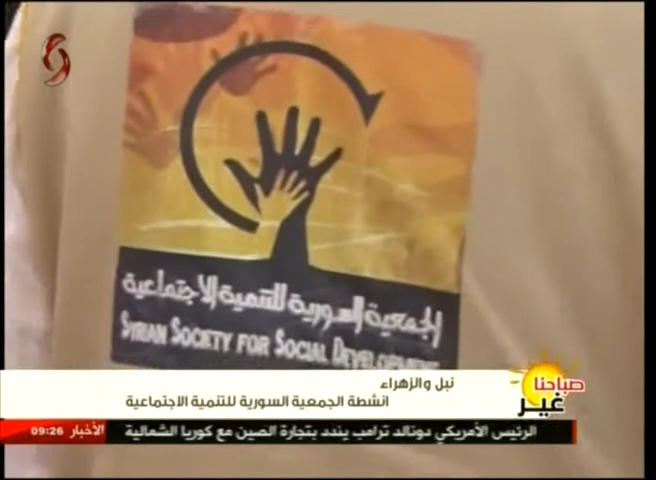 الجمعية السورية للتنمية الاجتماعية
SYRIAN SOCIETY FOR SOCIAL DEVELOPMENT
نبل والزهراء
انشطة الجمعية السورية للتنمية الاجتماعية
صباحنا
غير
الرئيس الأمريكي دونالد ترامب يندد بتجارة الصين مع كوريا الشمالية
الأخبار 09:26